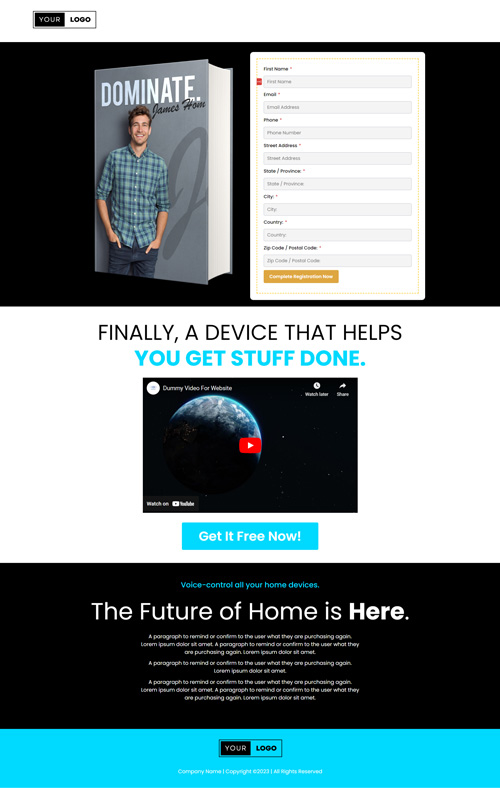 YOUR LOGO
DOMINATE.
James Hom
First Name *
First Name
Email *
Email Address
Phone *
Phone Number
Street Address *
Street Address
State / Province: *
State / Province:
City: *
City:
Country: *
Country:
Zip Code / Postal Code: *
Zip Code / Postal Code
Complete Registration Now
FINALLY, A DEVICE THAT HELPS
YOU GET STUFF DONE.
Dummy Video For Website
Watch later
Share
Watch on YouTube
Get It Free Now!
Voice-control all your home devices.
The Future of Home is Here.
A paragraph to remind or confirm to the user what they are purchasing again.
Lorem ipsum dolor sit amet. A paragraph to remind or confirm to the user what they
are purchasing again. Lorem ipsum dolor sit amet.
A paragraph to remind or confirm to the user what they are purchasing again. Lorem
ipsum dolor sit amet.
A paragraph to remind or confirm to the user what they are purchasing again.
Lorem ipsum dolor sit amet. A paragraph to remind or confirm to the user what they
are purchasing again. Lorem ipsum dolor sit amet.
YOUR LOGO
Company Name | Copyright ©2023 | All Rights Reserved